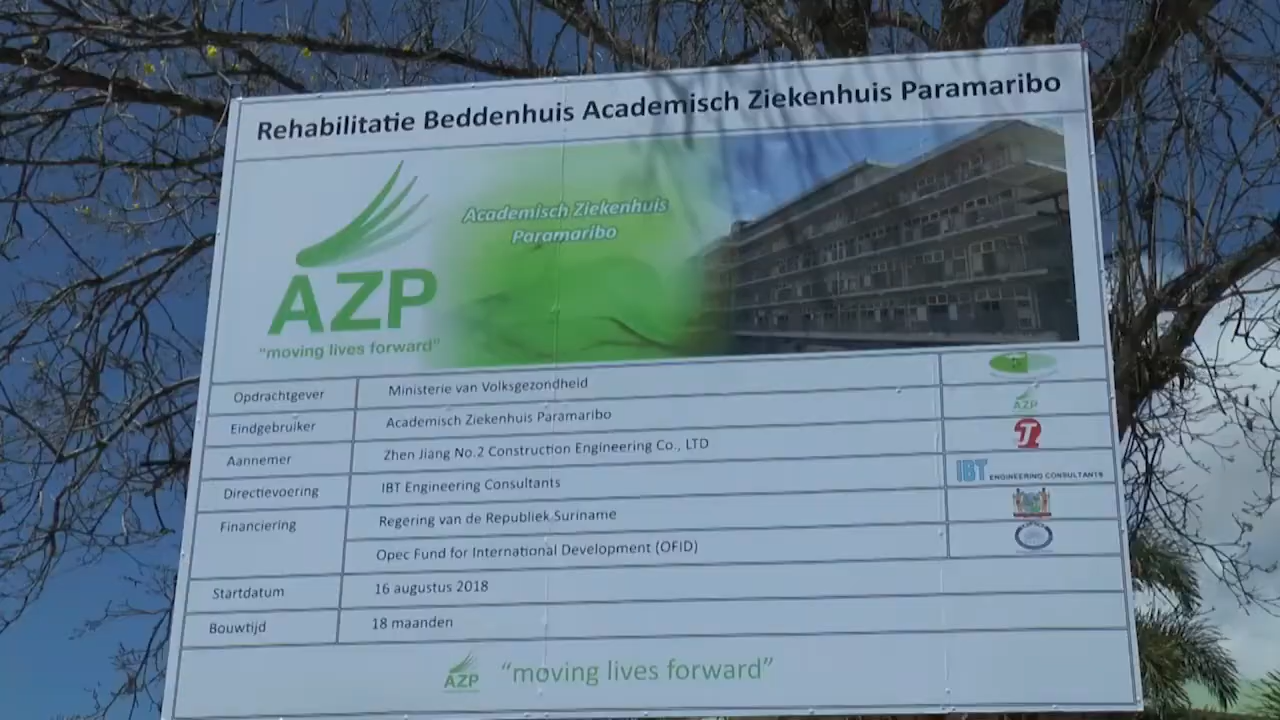 Rehabilitatie Beddenhuis Academisch Ziekenhuis Paramaribo
Academisch Ziekenhuis
Paramaribo
AZP
"moving lives forward"
Opdrachtgever Ministerie van Volksgezondheid
Eindgebruiker Academisch Ziekenhuis Paramaribo AZP
Aannemer Zhen Jiang No.2 Construction Engineering Co., LTD
Directievoering IBT Engineering Consultants IBT ENGINEERING CONSULTANTS
Financiering Regering van de Republiek Suriname
Opec Fund for International Development (OFID)
Startdatum 16 augustus 2018
Bouwtijd 18 maanden
AZP "moving lives forward"